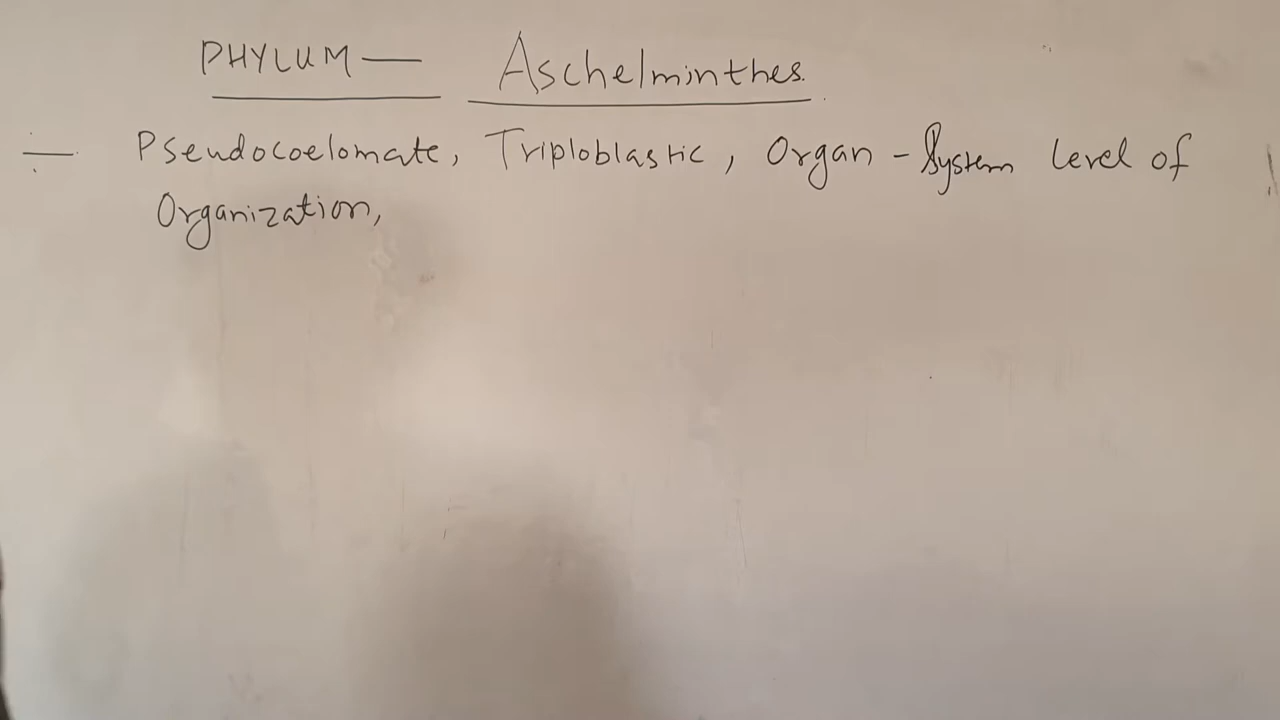 PHYLUM — Aschelminthes.
÷ Pseudocoelomate, Triploblastic, Organ - System level of
Organization,